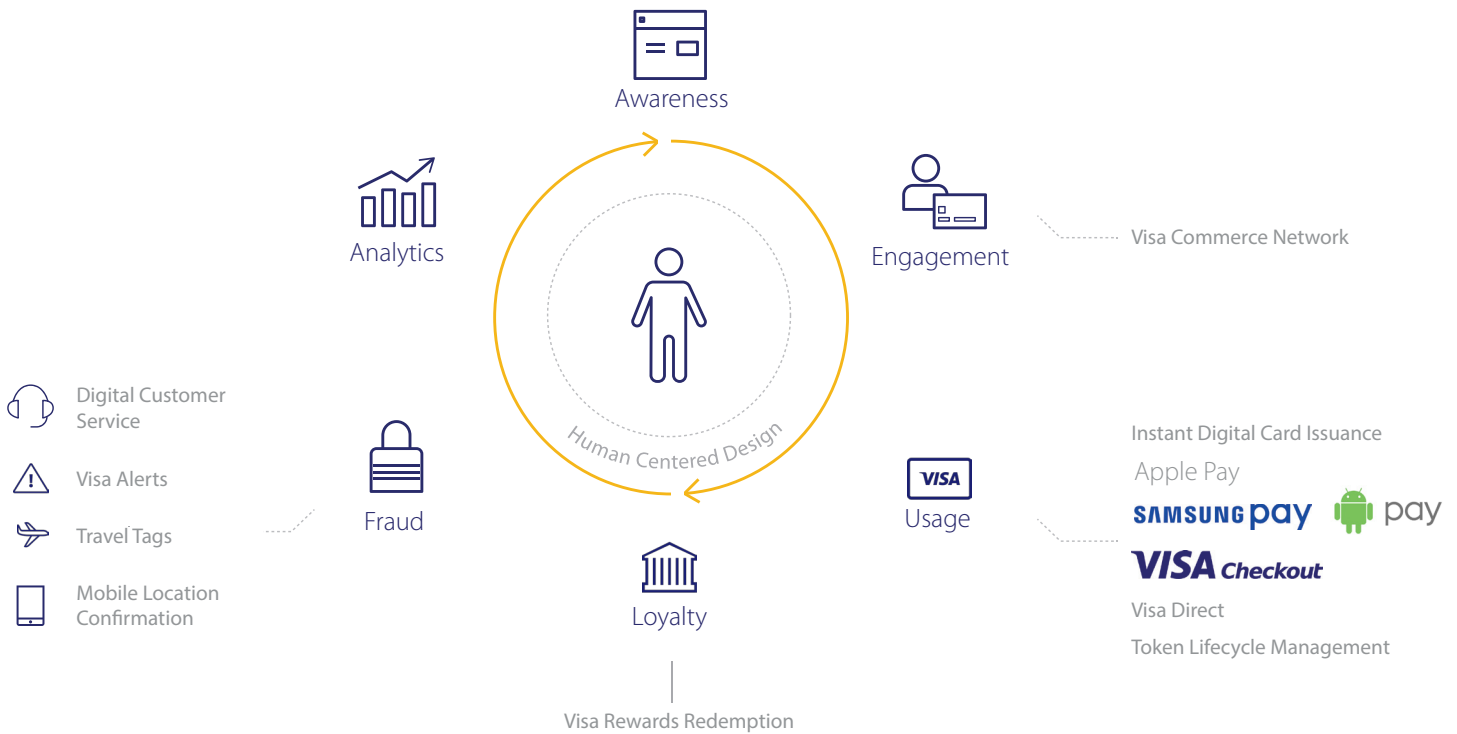 Awareness
Analytics
Engagement
Visa Commerce Network
Human Centered Design
Digital Customer
Service
Visa Alerts
Travel Tags
Mobile Location
Confirmation
Fraud
VISA
Usage
Instant Digital Card Issuance
Apple Pay
SAMSUNG pay
pay
VISA Checkout
Visa Direct
Token Lifecycle Management
Loyalty
Visa Rewards Redemption